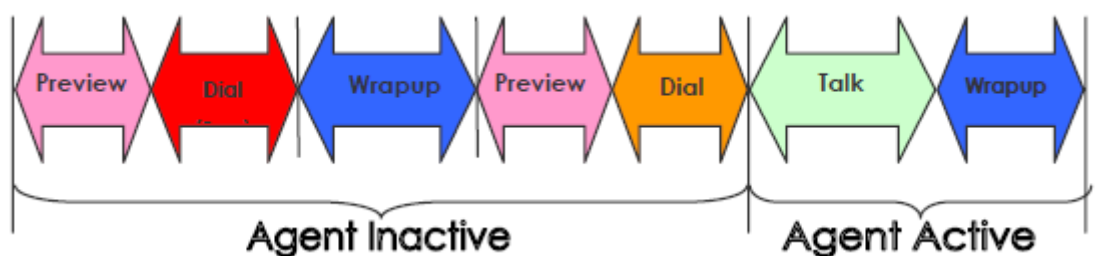 Preview
Dial
Wrapup
Preview
Dial
Talk
Wrapup
Agent Inactive
Agent Active